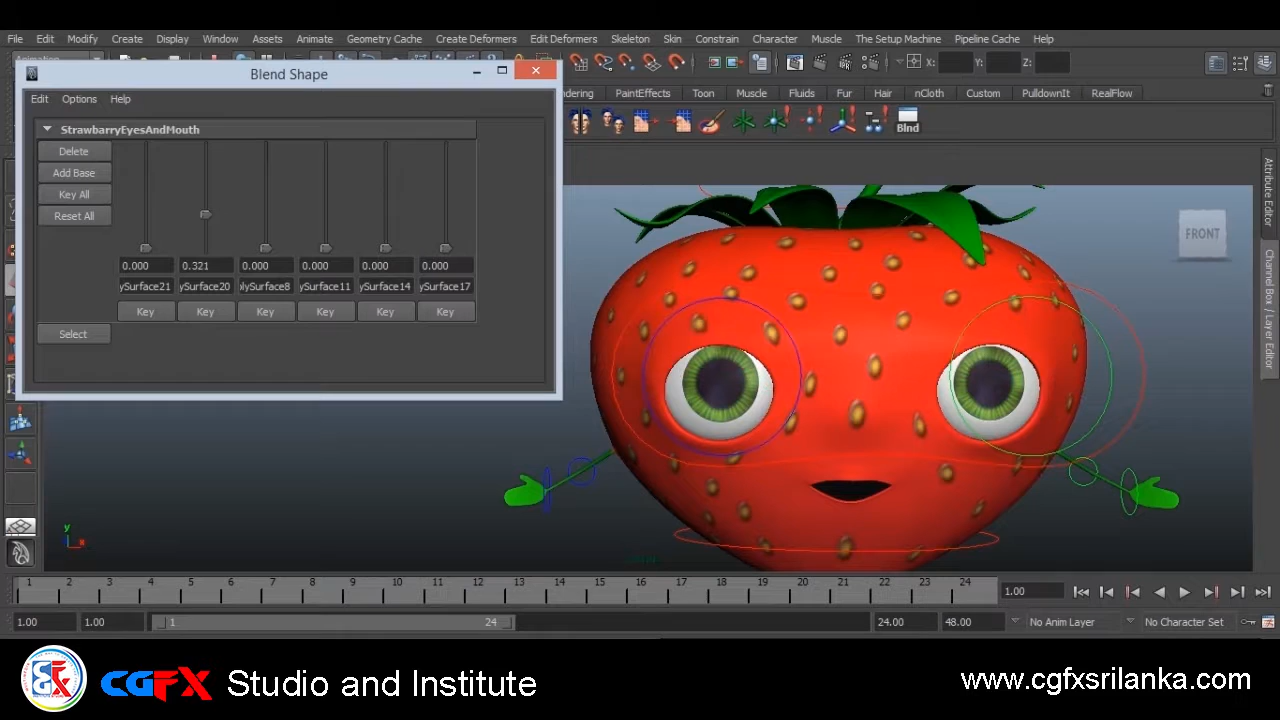 File Edit Modify Create Display Window Assets Animate Geometry Cache Create Deformers Edit Deformers Skeleton Skin Constrain Character Muscle The Setup Machine Pipeline Cache Help
Blend Shape
X: Y: Z:
Edit Options Help
PaintEffects Toon Muscle Fluids Fur Hair nCloth Custom PulldownIt RealFlow
Blnd
StrawbarryEyesAndMouth
Delete
Add Base
Key All
Reset All
0.000 0.321 0.000 0.000 0.000 0.000
ySurface21 ySurface20 lySurface8 ySurface11 ySurface14 ySurface17
Key Key Key Key Key Key
Select
Attribute Editor
Channel Box / Layer Editor
FRONT
y
x
1 2 3 4 5 6 7 8 9 10 11 12 13 14 15 16 17 18 19 20 21 22 23 24
1.00
1.00 1.00 1 24 24.00 48.00 No Anim Layer No Character Set
CGFX Studio and Institute
www.cgfxsrilanka.com